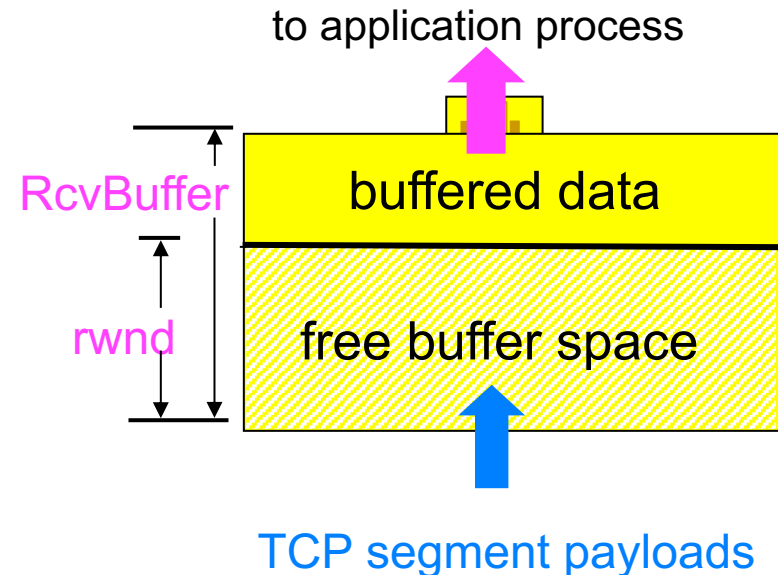 to application process
RcvBuffer
buffered data
rwnd
free buffer space
TCP segment payloads